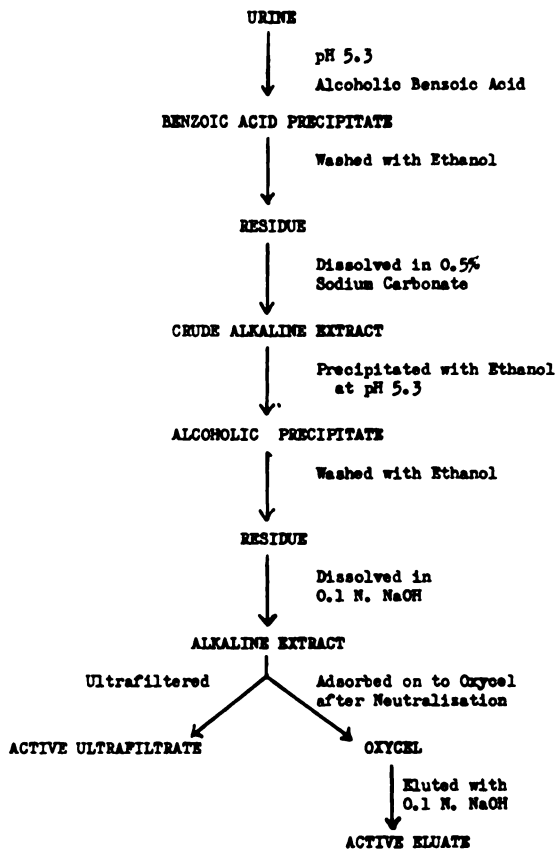 URINE
pH 5.3
Alcoholic Benzoic Acid
BENZOIC ACID PRECIPITATE
Washed with Ethanol
RESIDUE
Dissolved in 0.5%
Sodium Carbonate
CRUDE ALKALINE EXTRACT
Precipitated with Ethanol
at pH 5.3
ALCOHOLIC PRECIPITATE
Washed with Ethanol
RESIDUE
Dissolved in
0.1 N. NaOH
ALKALINE EXTRACT
Ultrafiltered
Adsorbed on to Oxycel
after Neutralization
ACTIVE ULTRAFILTRATE
OXYCEL
Eluted with
0.1 N. NaOH
ACTIVE ELUATE